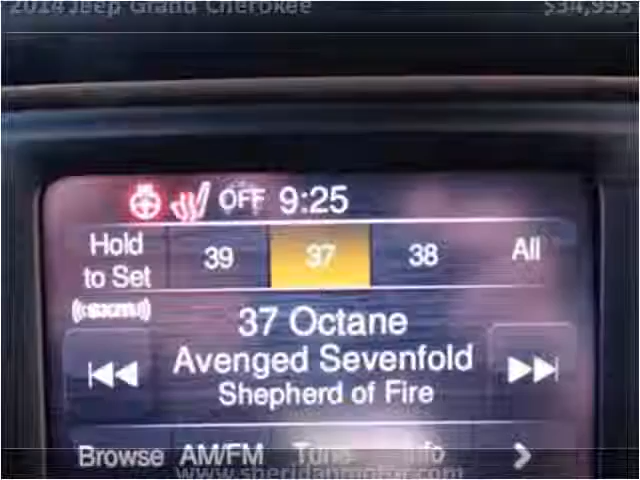 2014 Jeep Grand Cherokee $34,995
OFF 9:25
Hold to Set 39 37 38 All
((SiriusXM))
37 Octane
Avenged Sevenfold
Shepherd of Fire
Browse AM/FM Tune Info
www.sheridanmotor.com